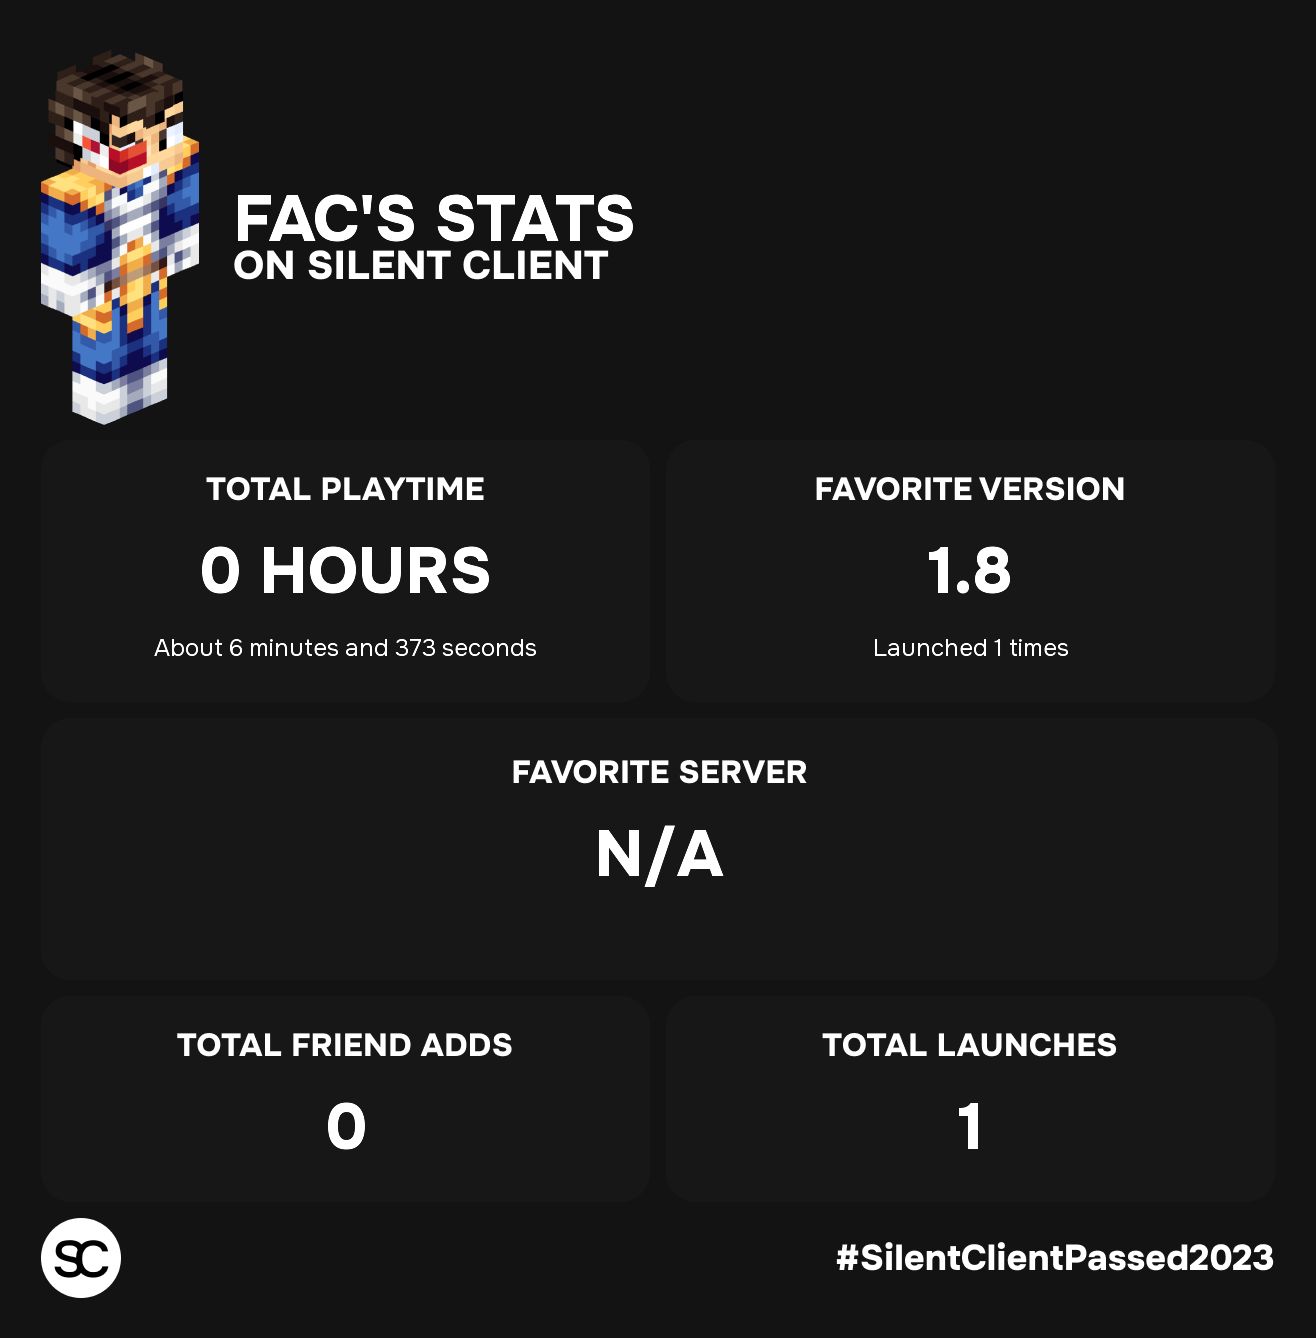 FAC'S STATS
ON SILENT CLIENT
TOTAL PLAYTIME
0 HOURS
About 6 minutes and 373 seconds
FAVORITE VERSION
1.8
Launched 1 times
FAVORITE SERVER
N/A
TOTAL FRIEND ADDS
0
TOTAL LAUNCHES
1
SC
#SilentClientPassed2023